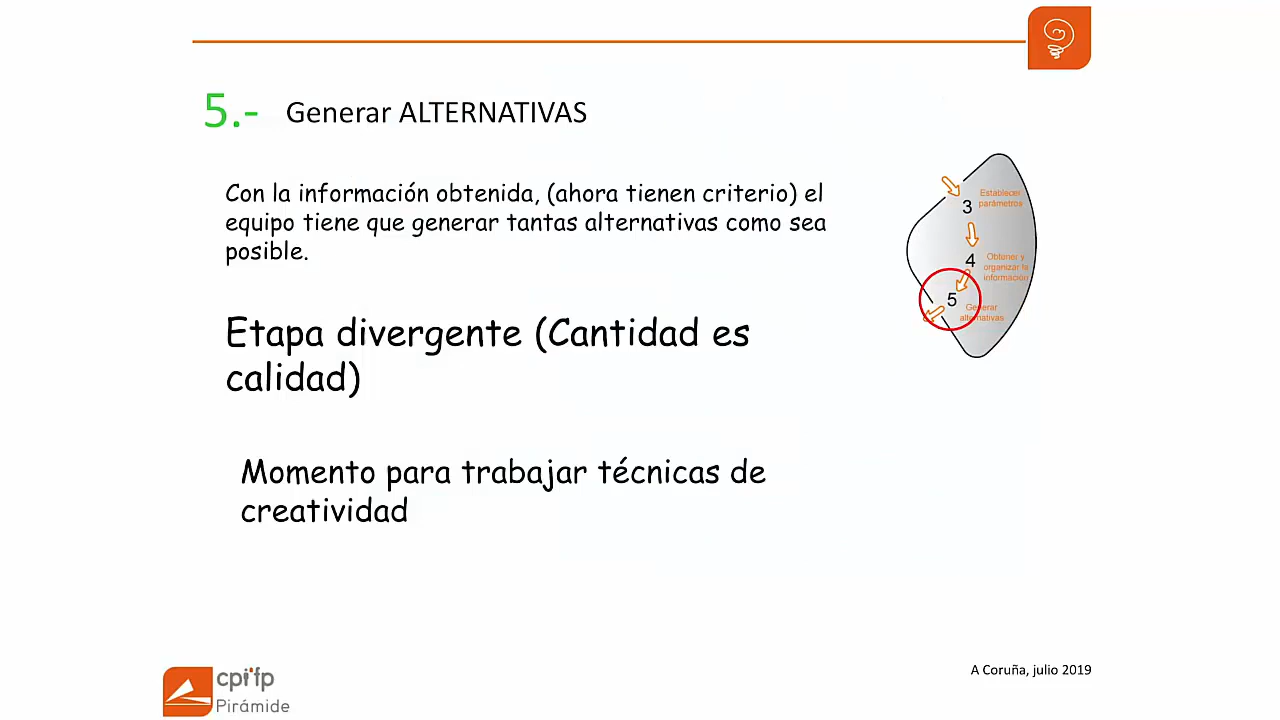 5.- Generar ALTERNATIVAS
Con la información obtenida, (ahora tienen criterio) el
equipo tiene que generar tantas alternativas como sea
posible.
Etapa divergente (Cantidad es
calidad)
Momento para trabajar técnicas de
creatividad
3
Establecer
parámetros
4
Obtener y
organizar la
información
5
Generar
alternativas
cpifp
Pirámide
A Coruña, julio 2019